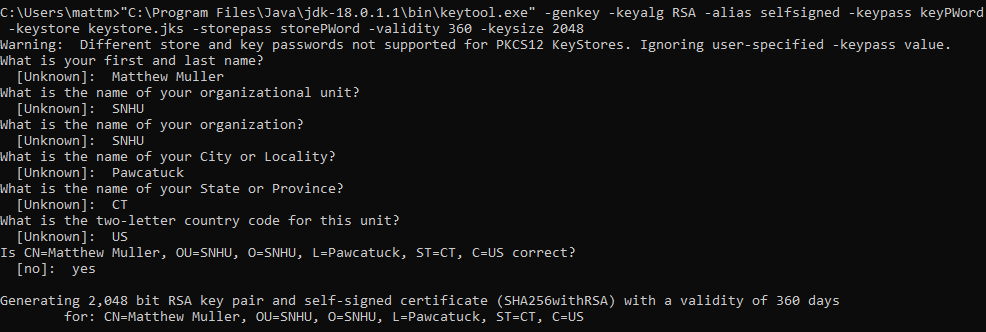 C:\Users\mattm>"C:\Program Files\Java\jdk-18.0.1.1\bin\keytool.exe" -genkey -keyalg RSA -alias selfsigned -keypass keyPWord
 -keystore keystore.jks -storepass storePWord -validity 360 -keysize 2048
Warning:  Different store and key passwords not supported for PKCS12 KeyStores. Ignoring user-specified -keypass value.
What is your first and last name?
  [Unknown]:  Matthew Muller
What is the name of your organizational unit?
  [Unknown]:  SNHU
What is the name of your organization?
  [Unknown]:  SNHU
What is the name of your City or Locality?
  [Unknown]:  Pawcatuck
What is the name of your State or Province?
  [Unknown]:  CT
What is the two-letter country code for this unit?
  [Unknown]:  US
Is CN=Matthew Muller, OU=SNHU, O=SNHU, L=Pawcatuck, ST=CT, C=US correct?
  [no]:  yes

Generating 2,048 bit RSA key pair and self-signed certificate (SHA256withRSA) with a validity of 360 days
        for: CN=Matthew Muller, OU=SNHU, O=SNHU, L=Pawcatuck, ST=CT, C=US